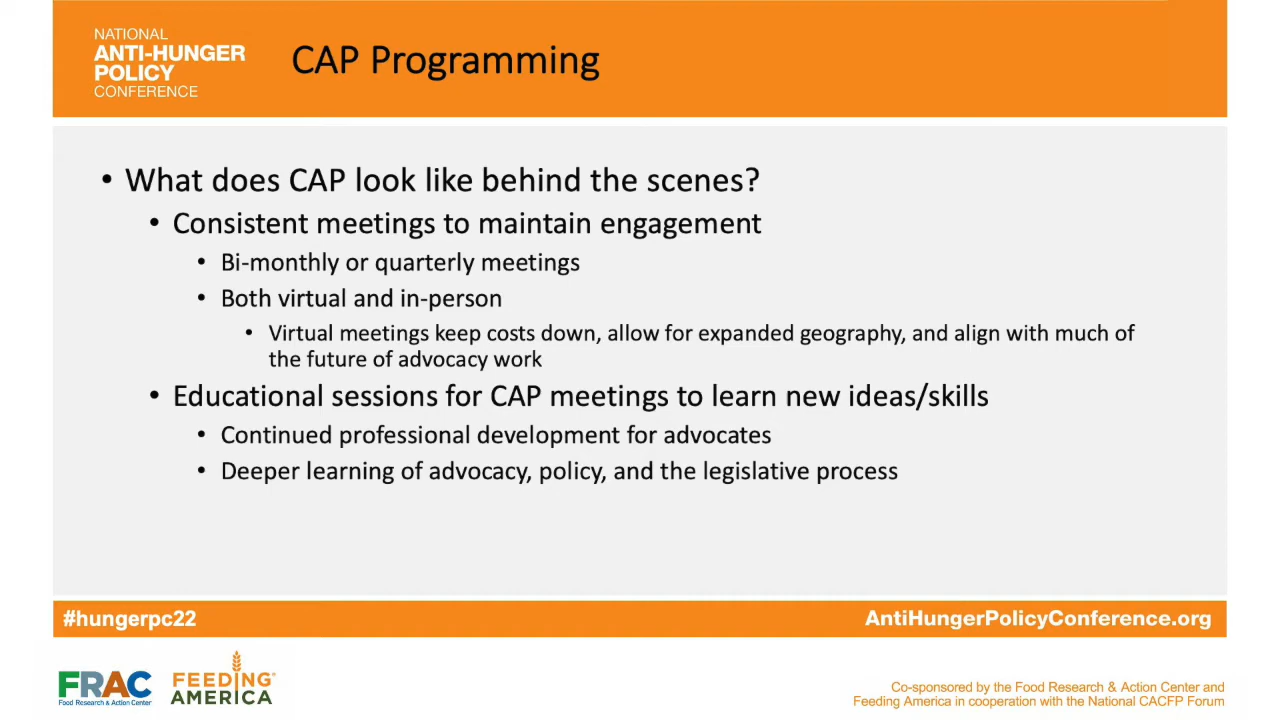 NATIONAL
ANTI-HUNGER
POLICY
CONFERENCE
CAP Programming
• What does CAP look like behind the scenes?
• Consistent meetings to maintain engagement
• Bi-monthly or quarterly meetings
• Both virtual and in-person
• Virtual meetings keep costs down, allow for expanded geography, and align with much of
the future of advocacy work
• Educational sessions for CAP meetings to learn new ideas/skills
• Continued professional development for advocates
• Deeper learning of advocacy, policy, and the legislative process
#hungerpc22
AntiHungerPolicyConference.org
FRAC
Food Research & Action Center
FEEDING®
AMERICA
Co-sponsored by the Food Research & Action Center and
Feeding America in cooperation with the National CACFP Forum